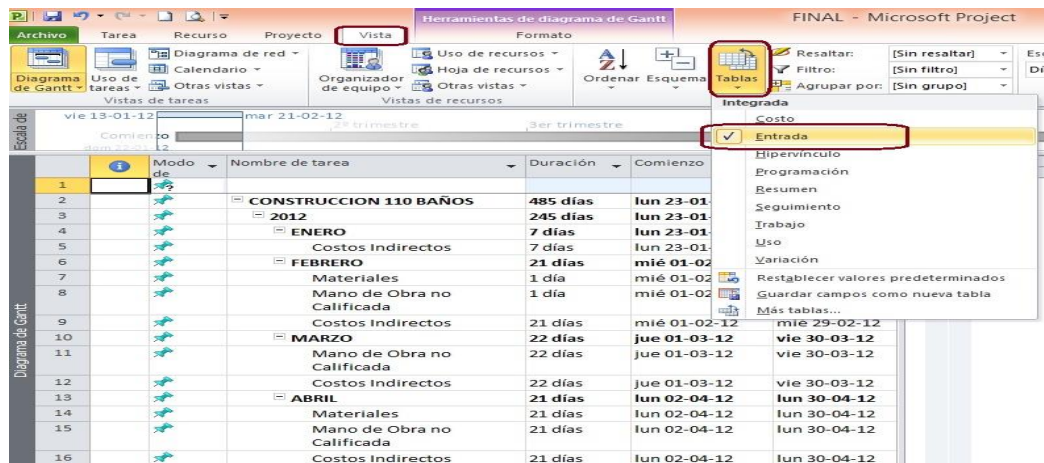 Herramientas de diagrama de Gantt
FINAL - Microsoft Project
Archivo Tarea Recurso Proyecto Vista Formato
Diagrama de Gantt
Uso de tareas
Diagrama de red
Calendario
Otras vistas
Vistas de tareas
Organizador de equipo
Uso de recursos
Hoja de recursos
Otras vistas
Vistas de recursos
Ordenar Esquema Tablas
Resaltar: [Sin resaltar]
Filtro: [Sin filtro]
Agrupar por: [Sin grupo]
Integrada
Costo
Entrada
Hipervínculo
Programación
Resumen
Seguimiento
Trabajo
Uso
Variación
Restablecer valores predeterminados
Guardar campos como nueva tabla
Más tablas...
Escala de
vie 13-01-12 mar 21-02-12
2º trimestre 3er trimestre
Comienzo
dom 22-01-12
Diagrama de Gantt
Modo de Nombre de tarea Duración Comienzo
1
2 CONSTRUCCION 110 BAÑOS 485 días lun 23-01-
3 2012 245 días lun 23-01-
4 ENERO 7 días lun 23-01-
5 Costos Indirectos 7 días lun 23-01-
6 FEBRERO 21 días mié 01-02
7 Materiales 1 día mié 01-02
8 Mano de Obra no Calificada 1 día mié 01-02
9 Costos Indirectos 21 días mié 01-02-12 mié 29-02-12
10 MARZO 22 días jue 01-03-12 vie 30-03-12
11 Mano de Obra no Calificada 22 días jue 01-03-12 vie 30-03-12
12 Costos Indirectos 22 días jue 01-03-12 vie 30-03-12
13 ABRIL 21 días lun 02-04-12 lun 30-04-12
14 Materiales 21 días lun 02-04-12 lun 30-04-12
15 Mano de Obra no Calificada 21 días lun 02-04-12 lun 30-04-12
16 Costos Indirectos 21 días lun 02-04-12 lun 30-04-12